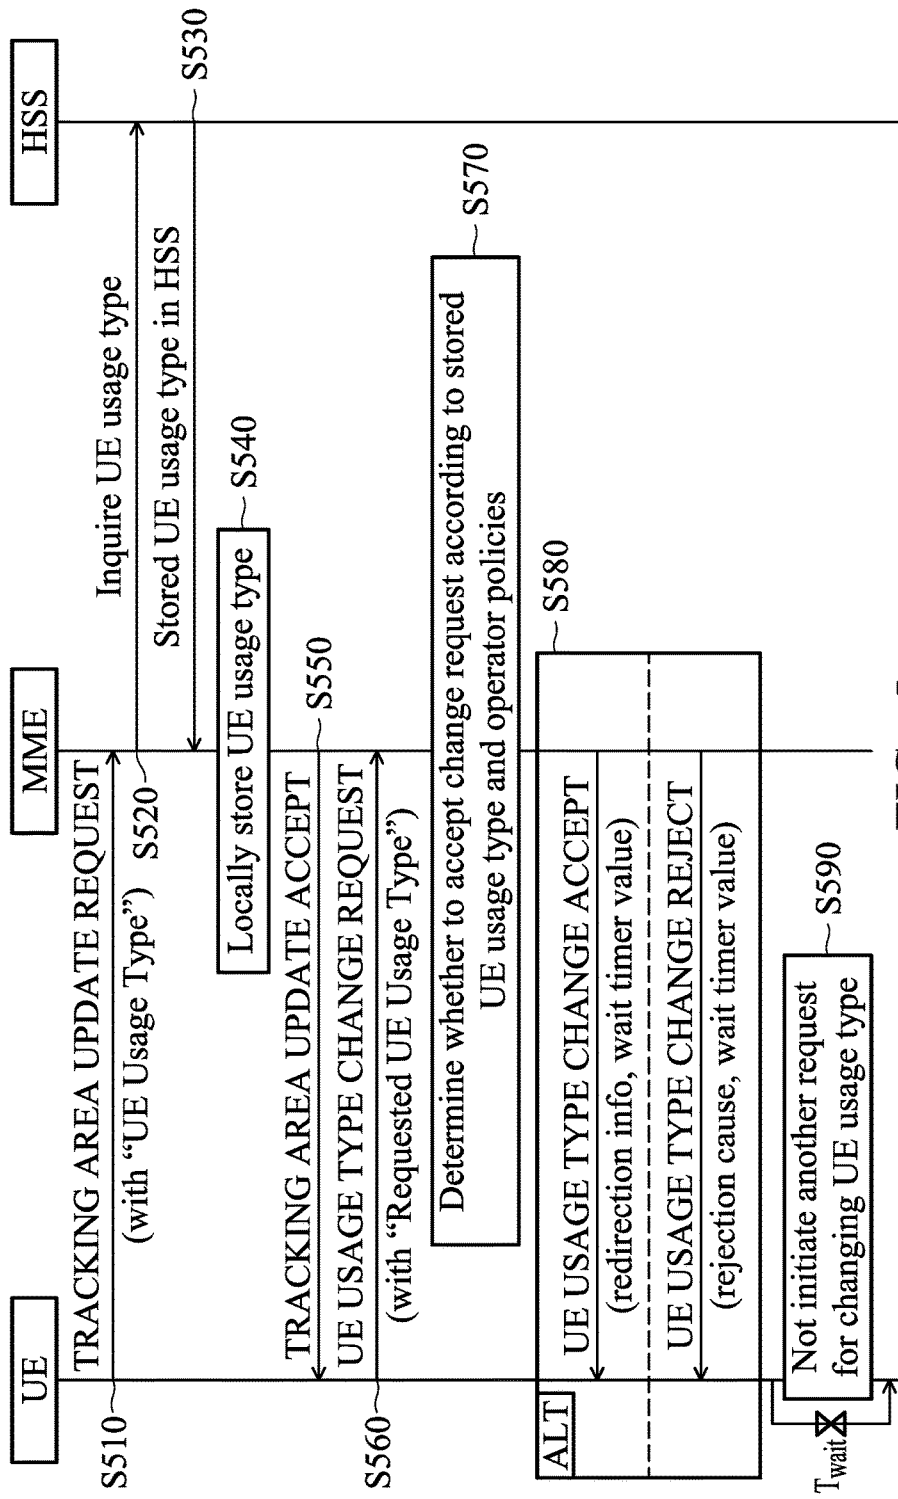 UE
MME
HSS
TRACKING AREA UPDATE REQUEST
S510
(with “UE Usage Type”)
S520
Inquire UE usage type
Stored UE usage type in HSS
S530
Locally store UE usage type
S540
TRACKING AREA UPDATE ACCEPT
S550
UE USAGE TYPE CHANGE REQUEST
S560
(with “Requested UE Usage Type”)
Determine whether to accept change request according to stored
UE usage type and operator policies
S570
S580
ALT
UE USAGE TYPE CHANGE ACCEPT
(redirection info, wait timer value)
UE USAGE TYPE CHANGE REJECT
(rejection cause, wait timer value)
Twait
Not initiate another request
for changing UE usage type
S590